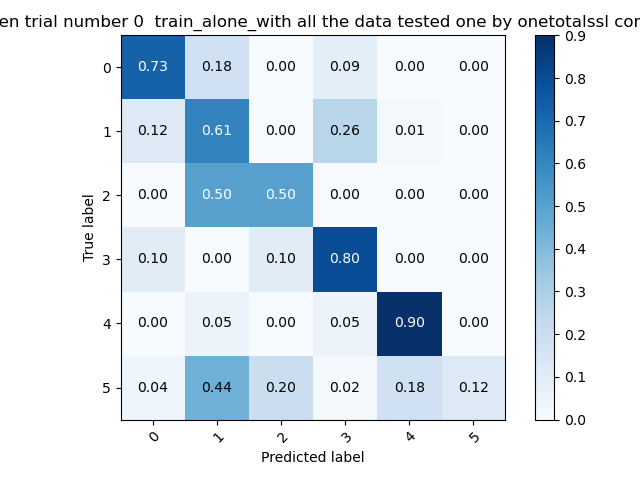 en trial number 0  train_alone_with all the data tested one by onetotalssl cor
0.9
0 0.73 0.18 0.00 0.09 0.00 0.00
0.8
1 0.12 0.61 0.00 0.26 0.01 0.00
0.7
0.6
2 0.00 0.50 0.50 0.00 0.00 0.00
0.5
True label
0.4
3 0.10 0.00 0.10 0.80 0.00 0.00
0.3
4 0.00 0.05 0.00 0.05 0.90 0.00
0.2
5 0.04 0.44 0.20 0.02 0.18 0.12
0.1
0.0
0 1 2 3 4 5
Predicted label